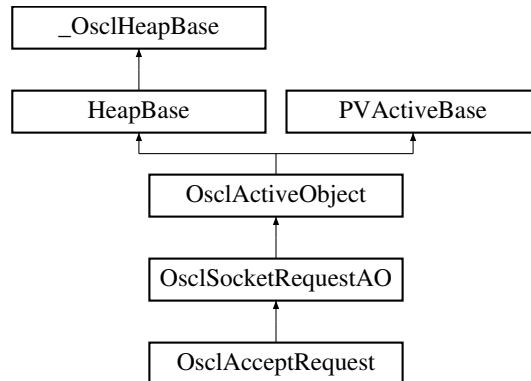 _OsclHeapBase
HeapBase
PVActiveBase
OsclActiveObject
OsclSocketRequestAO
OsclAcceptRequest